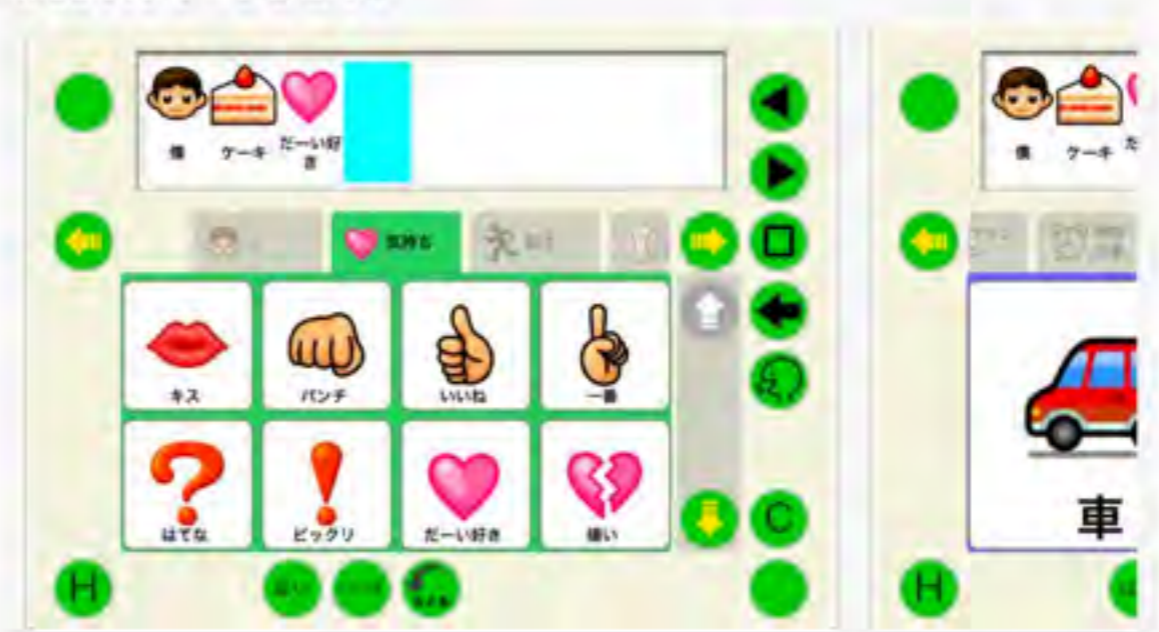 僕 ケーキ だーい好
き
気持ち
キス パンチ いいね 一番
はてな ビックリ だーい好き 嫌い
C
H
僕 ケーキ
車
H